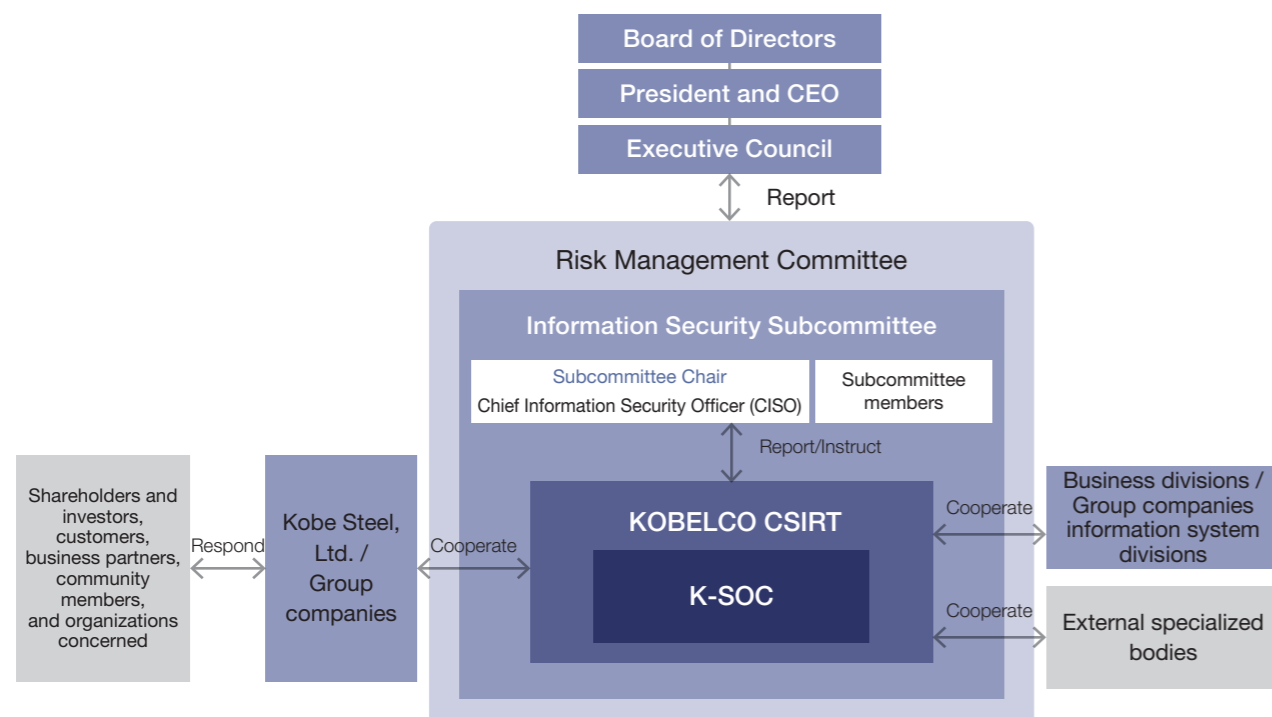 Board of Directors
President and CEO
Executive Council
Report
Risk Management Committee
Information Security Subcommittee
Subcommittee Chair
Chief Information Security Officer (CISO)
Subcommittee
members
Report/Instruct
KOBELCO CSIRT
K-SOC
Shareholders and
investors,
customers,
business partners,
community
members,
and organizations
concerned
Respond
Kobe Steel,
Ltd. /
Group
companies
Cooperate
Cooperate
Business divisions /
Group companies
information system
divisions
Cooperate
External specialized
bodies